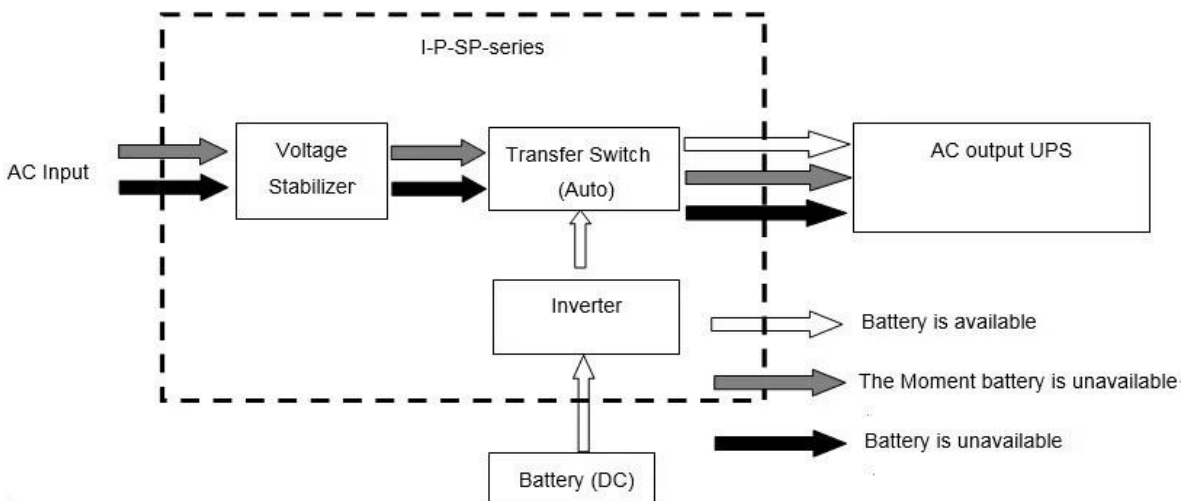 I-P-SP-series
AC Input
Voltage
Stabilizer
Transfer Switch
(Auto)
AC output UPS
Inverter
Battery (DC)
Battery is available
The Moment battery is unavailable
Battery is unavailable